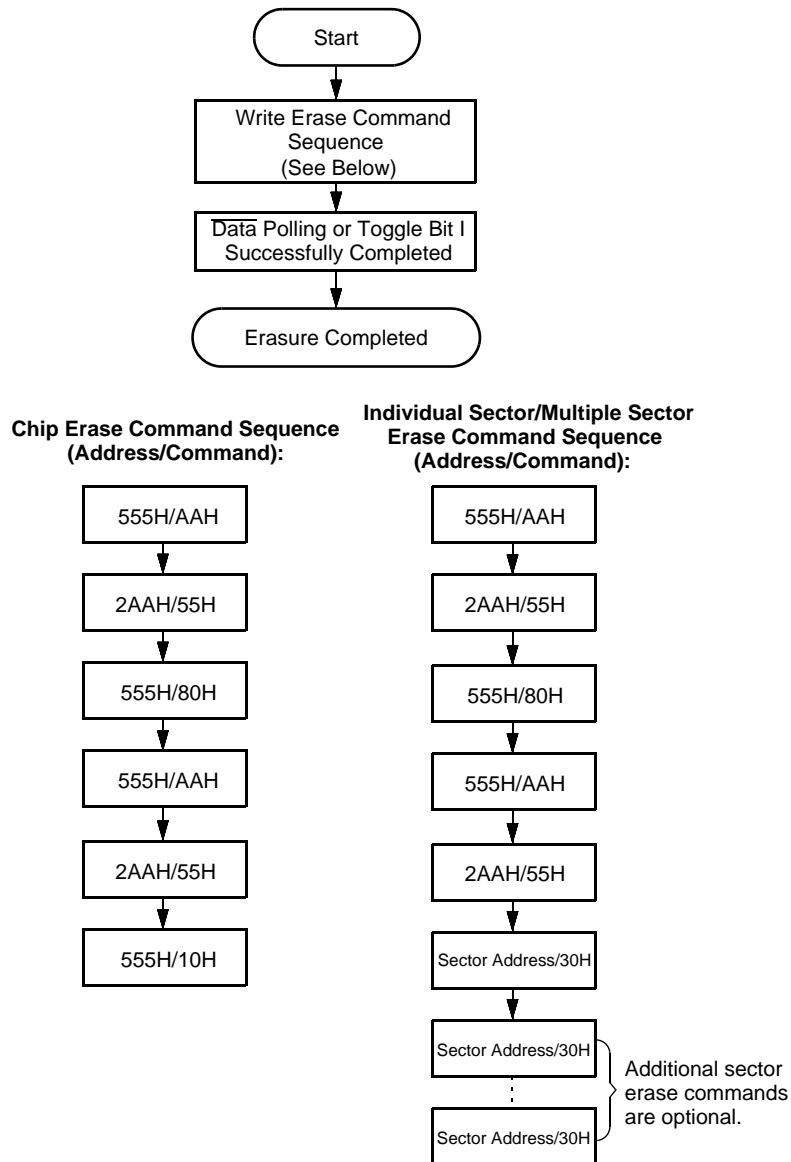 Start
Write Erase Command
Sequence
(See Below)
Data Polling or Toggle Bit I
Successfully Completed
Erasure Completed
Chip Erase Command Sequence
(Address/Command):
555H/AAH
2AAH/55H
555H/80H
555H/AAH
2AAH/55H
555H/10H
Individual Sector/Multiple Sector
Erase Command Sequence
(Address/Command):
555H/AAH
2AAH/55H
555H/80H
555H/AAH
2AAH/55H
Sector Address/30H
Sector Address/30H
Sector Address/30H
Additional sector
erase commands
are optional.